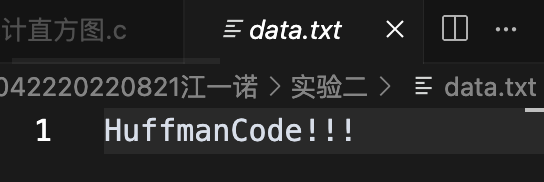 计直方图.c data.txt
042220220821江一诺 > 实验二 > data.txt
1 HuffmanCode!!!